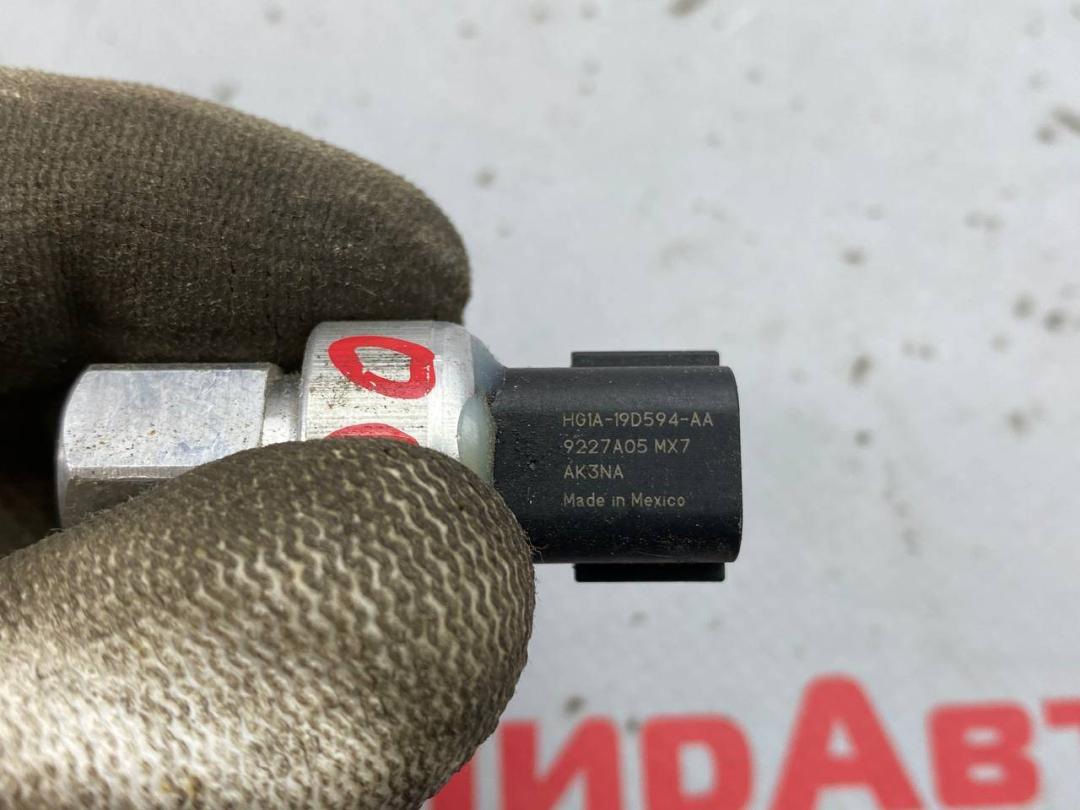 HG1A-19D594-AA
9227A05 MX7
AK3NA
Made in Mexico